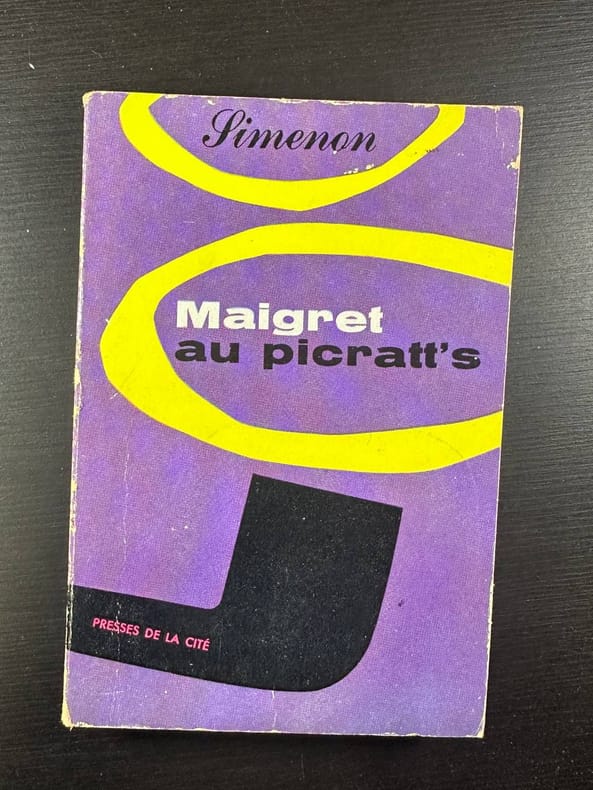 Simenon
Maigret
au picratt's
PRESSES DE LA CITÉ